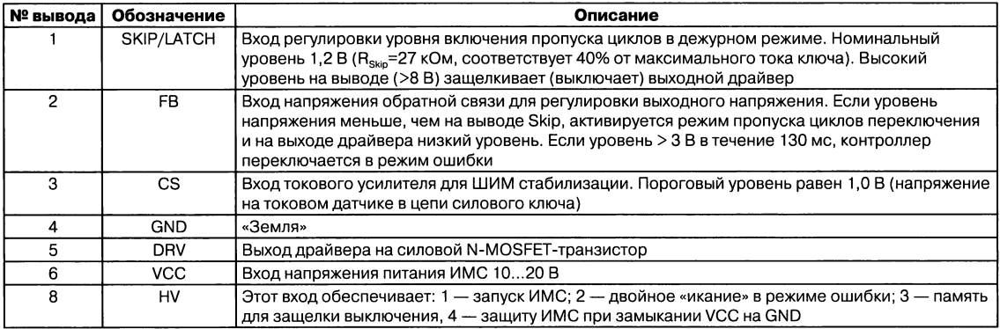 № вывода Обозначение Описание
1 SKIP/LATCH Вход регулировки уровня включения пропуска циклов в дежурном режиме. Номинальный
уровень 1,2 В (RSkip=27 кОм, соответствует 40% от максимального тока ключа). Высокий
уровень на выводе (>8 В) защелкивает (выключает) выходной драйвер
2 FB Вход напряжения обратной связи для регулировки выходного напряжения. Если уровень
напряжения меньше, чем на выводе Skip, активируется режим пропуска циклов переключения
и на выходе драйвера низкий уровень. Если уровень > 3 В в течение 130 мс, контроллер
переключается в режим ошибки
3 CS Вход токового усилителя для ШИМ стабилизации. Пороговый уровень равен 1,0 В (напряжение
на токовом датчике в цепи силового ключа)
4 GND «Земля»
5 DRV Выход драйвера на силовой N-MOSFET-транзистор
6 VCC Вход напряжения питания ИМС 10...20 В
8 HV Этот вход обеспечивает: 1 — запуск ИМС; 2 — двойное «икание» в режиме ошибки; 3 — память
для защелки выключения, 4 — защиту ИМС при замыкании VCC на GND